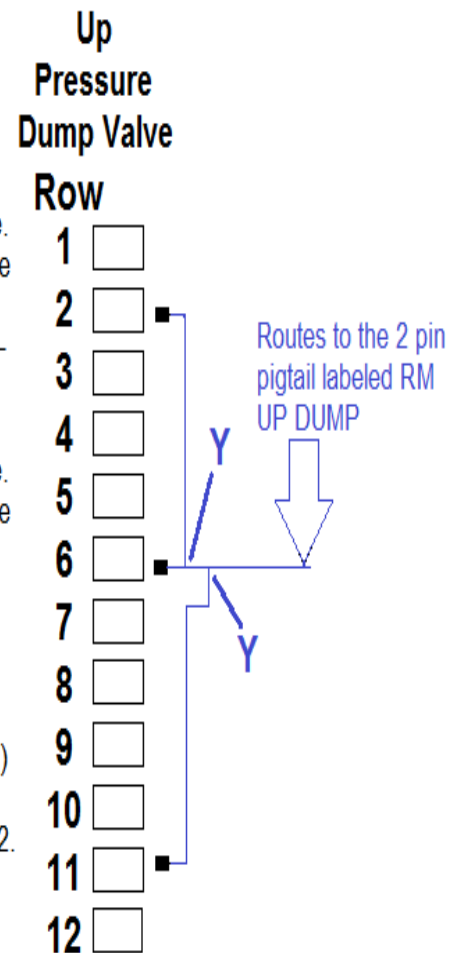 Up
Pressure
Dump Valve
Row
e.
1
e
2
Routes to the 2 pin
pigtail labeled RM
UP DUMP
3
4
Y
e.
5
e
6
7
Y
8
)
9
10
2.
11
12